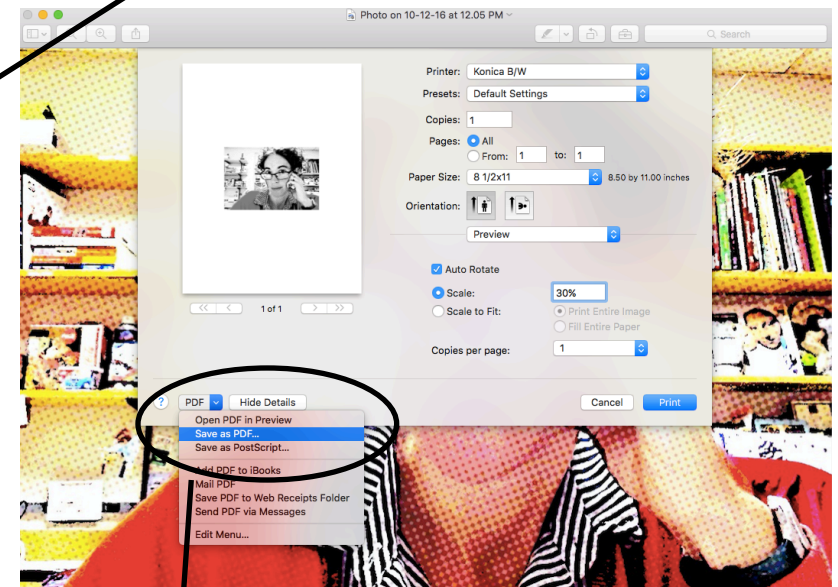 Photo on 10-12-16 at 12.05 PM
Search
Printer: Konica B/W
Presets: Default Settings
Copies: 1
Pages: All
From: 1 to: 1
Paper Size: 8 1/2x11 8.50 by 11.00 inches
Orientation:
Preview
Auto Rotate
Scale: 30%
Scale to Fit: Print Entire Image
Fill Entire Paper
Copies per page: 1
<< < 1 of 1 > >>
? PDF Hide Details Cancel Print
Open PDF in Preview
Save as PDF...
Save as PostScript...
Add PDF to iBooks
Mail PDF
Save PDF to Web Receipts Folder
Send PDF via Messages
Edit Menu...